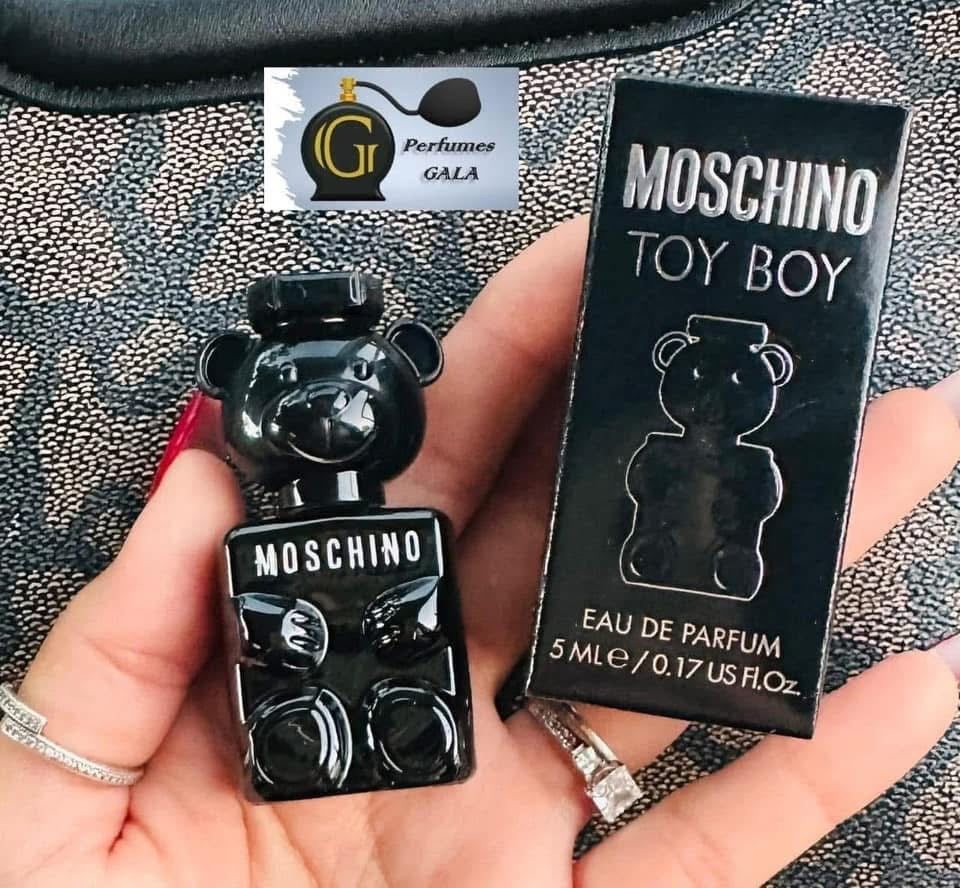 G
Perfumes
GALA
MOSCHINO
TOY BOY
MOSCHINO
EAU DE PARFUM
5 ML e / 0.17 US Fl.Oz.